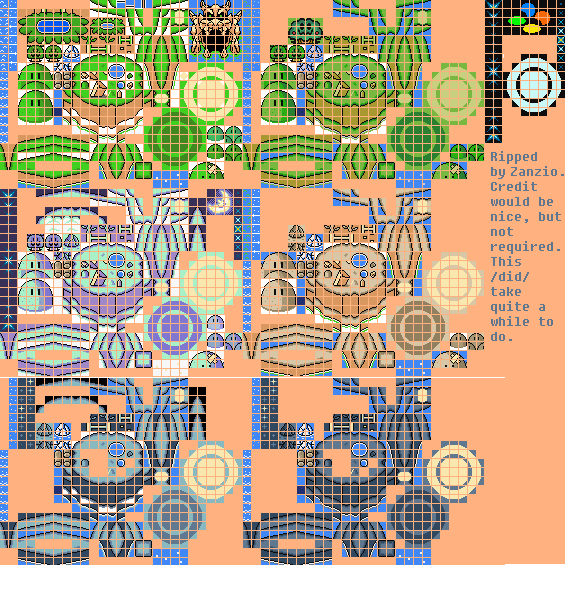 Ripped
by Zanzio.
Credit
would be
nice, but
not
required.
This
/did/
take
quite a
while to
do.